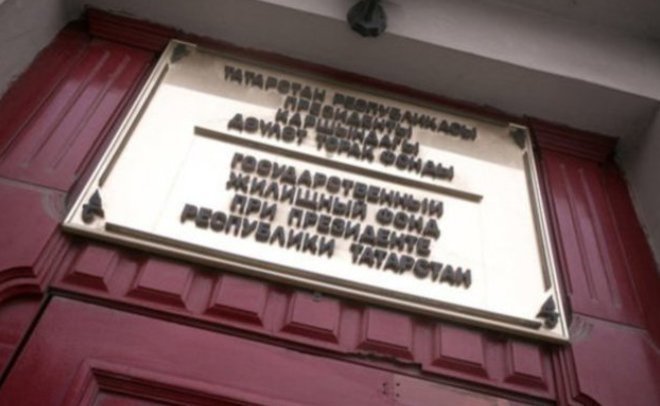 ТАТАРСТАН РЕСПУБЛИКАСЫ
ПРЕЗИДЕНТЫ
КАРШЫНДАГЫ
ДӘҮЛӘТ ТОРАК ФОНДЫ
ГОСУДАРСТВЕННЫЙ
ЖИЛИЩНЫЙ ФОНД
ПРИ ПРЕЗИДЕНТЕ
РЕСПУБЛИКИ ТАТАРСТАН